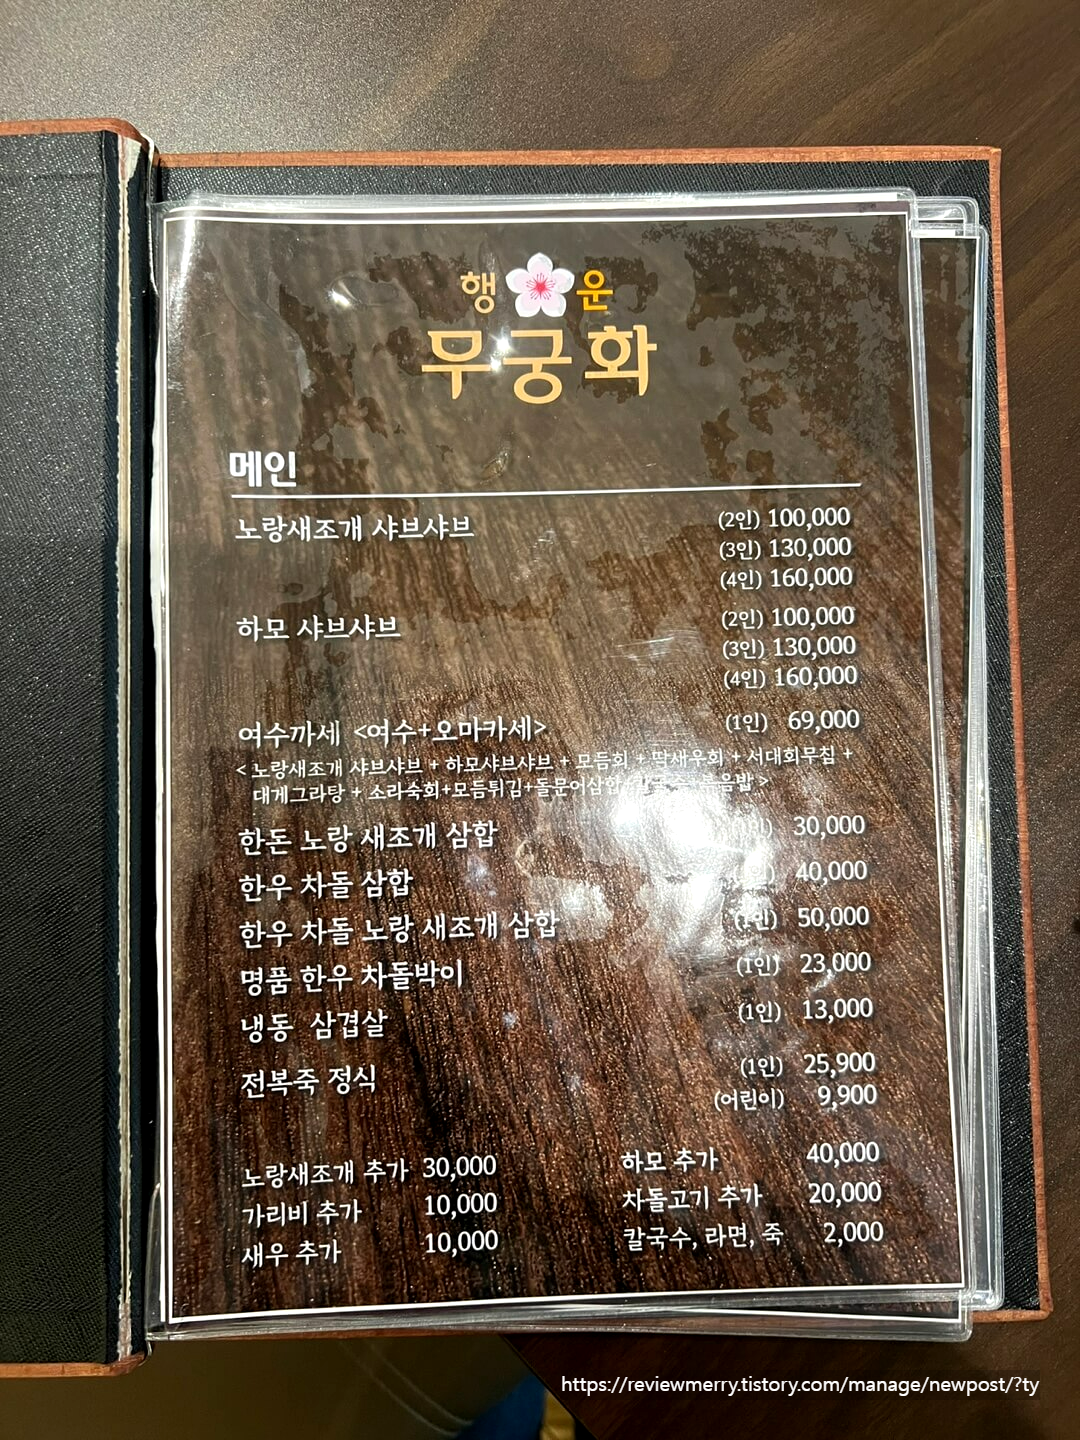 행 운
무궁화
메인
노랑새조개 샤브샤브 (2인) 100,000
(3인) 130,000
(4인) 160,000
하모 샤브샤브 (2인) 100,000
(3인) 130,000
(4인) 160,000
여수까세 <여수+오마카세> (1인) 69,000
< 노랑새조개 샤브샤브 + 하모샤브샤브 + 모듬회 + 딱새우회 + 서대회무침 +
대게그라탕 + 소라숙회+모듬튀김+돌문어삼합 볶음밥 >
한돈 노랑 새조개 삼합 30,000
한우 차돌 삼합 40,000
한우 차돌 노랑 새조개 삼합 (1인) 50,000
명품 한우 차돌박이 (1인) 23,000
냉동 삼겹살 (1인) 13,000
전복죽 정식 (1인) 25,900
(어린이) 9,900
노랑새조개 추가 30,000 하모 추가 40,000
가리비 추가 10,000 차돌고기 추가 20,000
새우 추가 10,000 칼국수, 라면, 죽 2,000
https://reviewmerry.tistory.com/manage/newpost/?ty